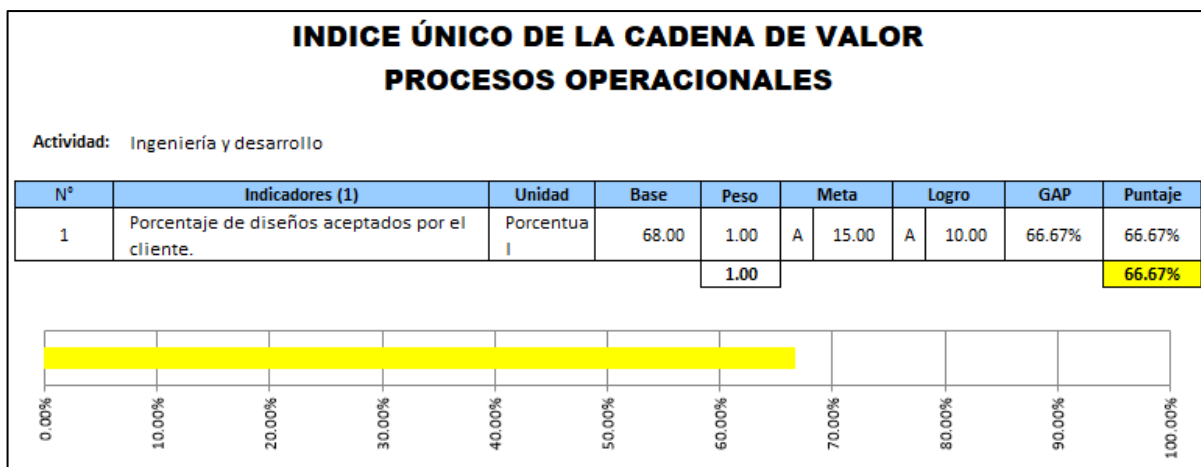 INDICE ÚNICO DE LA CADENA DE VALOR
PROCESOS OPERACIONALES
Actividad: Ingeniería y desarrollo
N° Indicadores (1) Unidad Base Peso Meta Logro GAP Puntaje
1 Porcentaje de diseños aceptados por el cliente. Porcentual 68.00 1.00 A 15.00 A 10.00 66.67% 66.67%
1.00 66.67%
0.00% 10.00% 20.00% 30.00% 40.00% 50.00% 60.00% 70.00% 80.00% 90.00% 100.00%